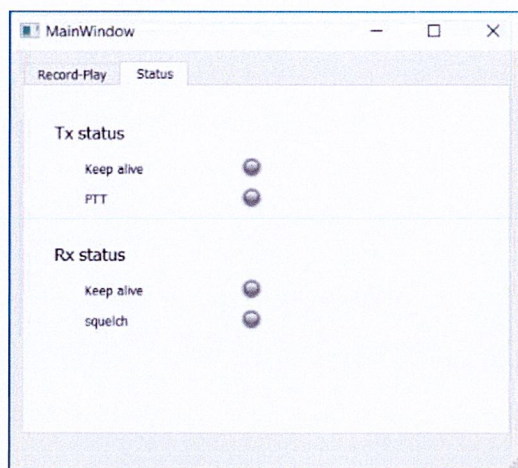 MainWindow
Record-Play Status
Tx status
Keep alive
PTT
Rx status
Keep alive
squelch